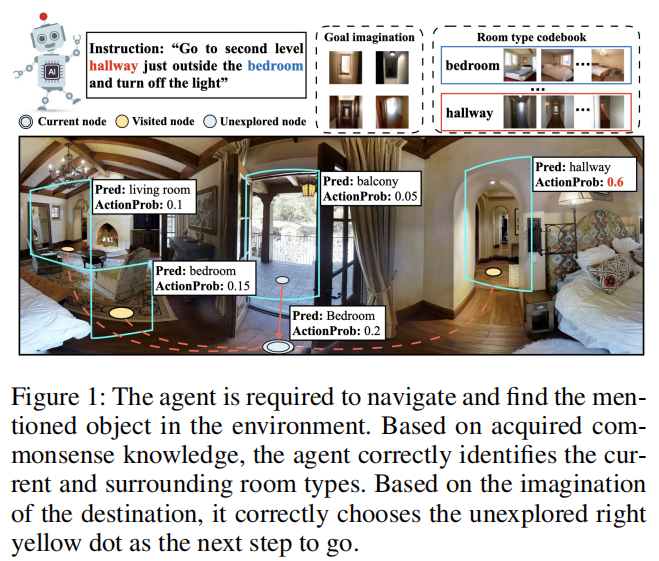 AI
Instruction: “Go to second level
hallway just outside the bedroom
and turn off the light”
Goal imagination
Room type codebook
bedroom
...
hallway
Current node Visited node Unexplored node
Pred: living room
ActionProb: 0.1
Pred: balcony
ActionProb: 0.05
Pred: hallway
ActionProb: 0.6
Pred: bedroom
ActionProb: 0.15
Pred: Bedroom
ActionProb: 0.2
Figure 1: The agent is required to navigate and find the men-
tioned object in the environment. Based on acquired com-
monsense knowledge, the agent correctly identifies the cur-
rent and surrounding room types. Based on the imagination
of the destination, it correctly chooses the unexplored right
yellow dot as the next step to go.